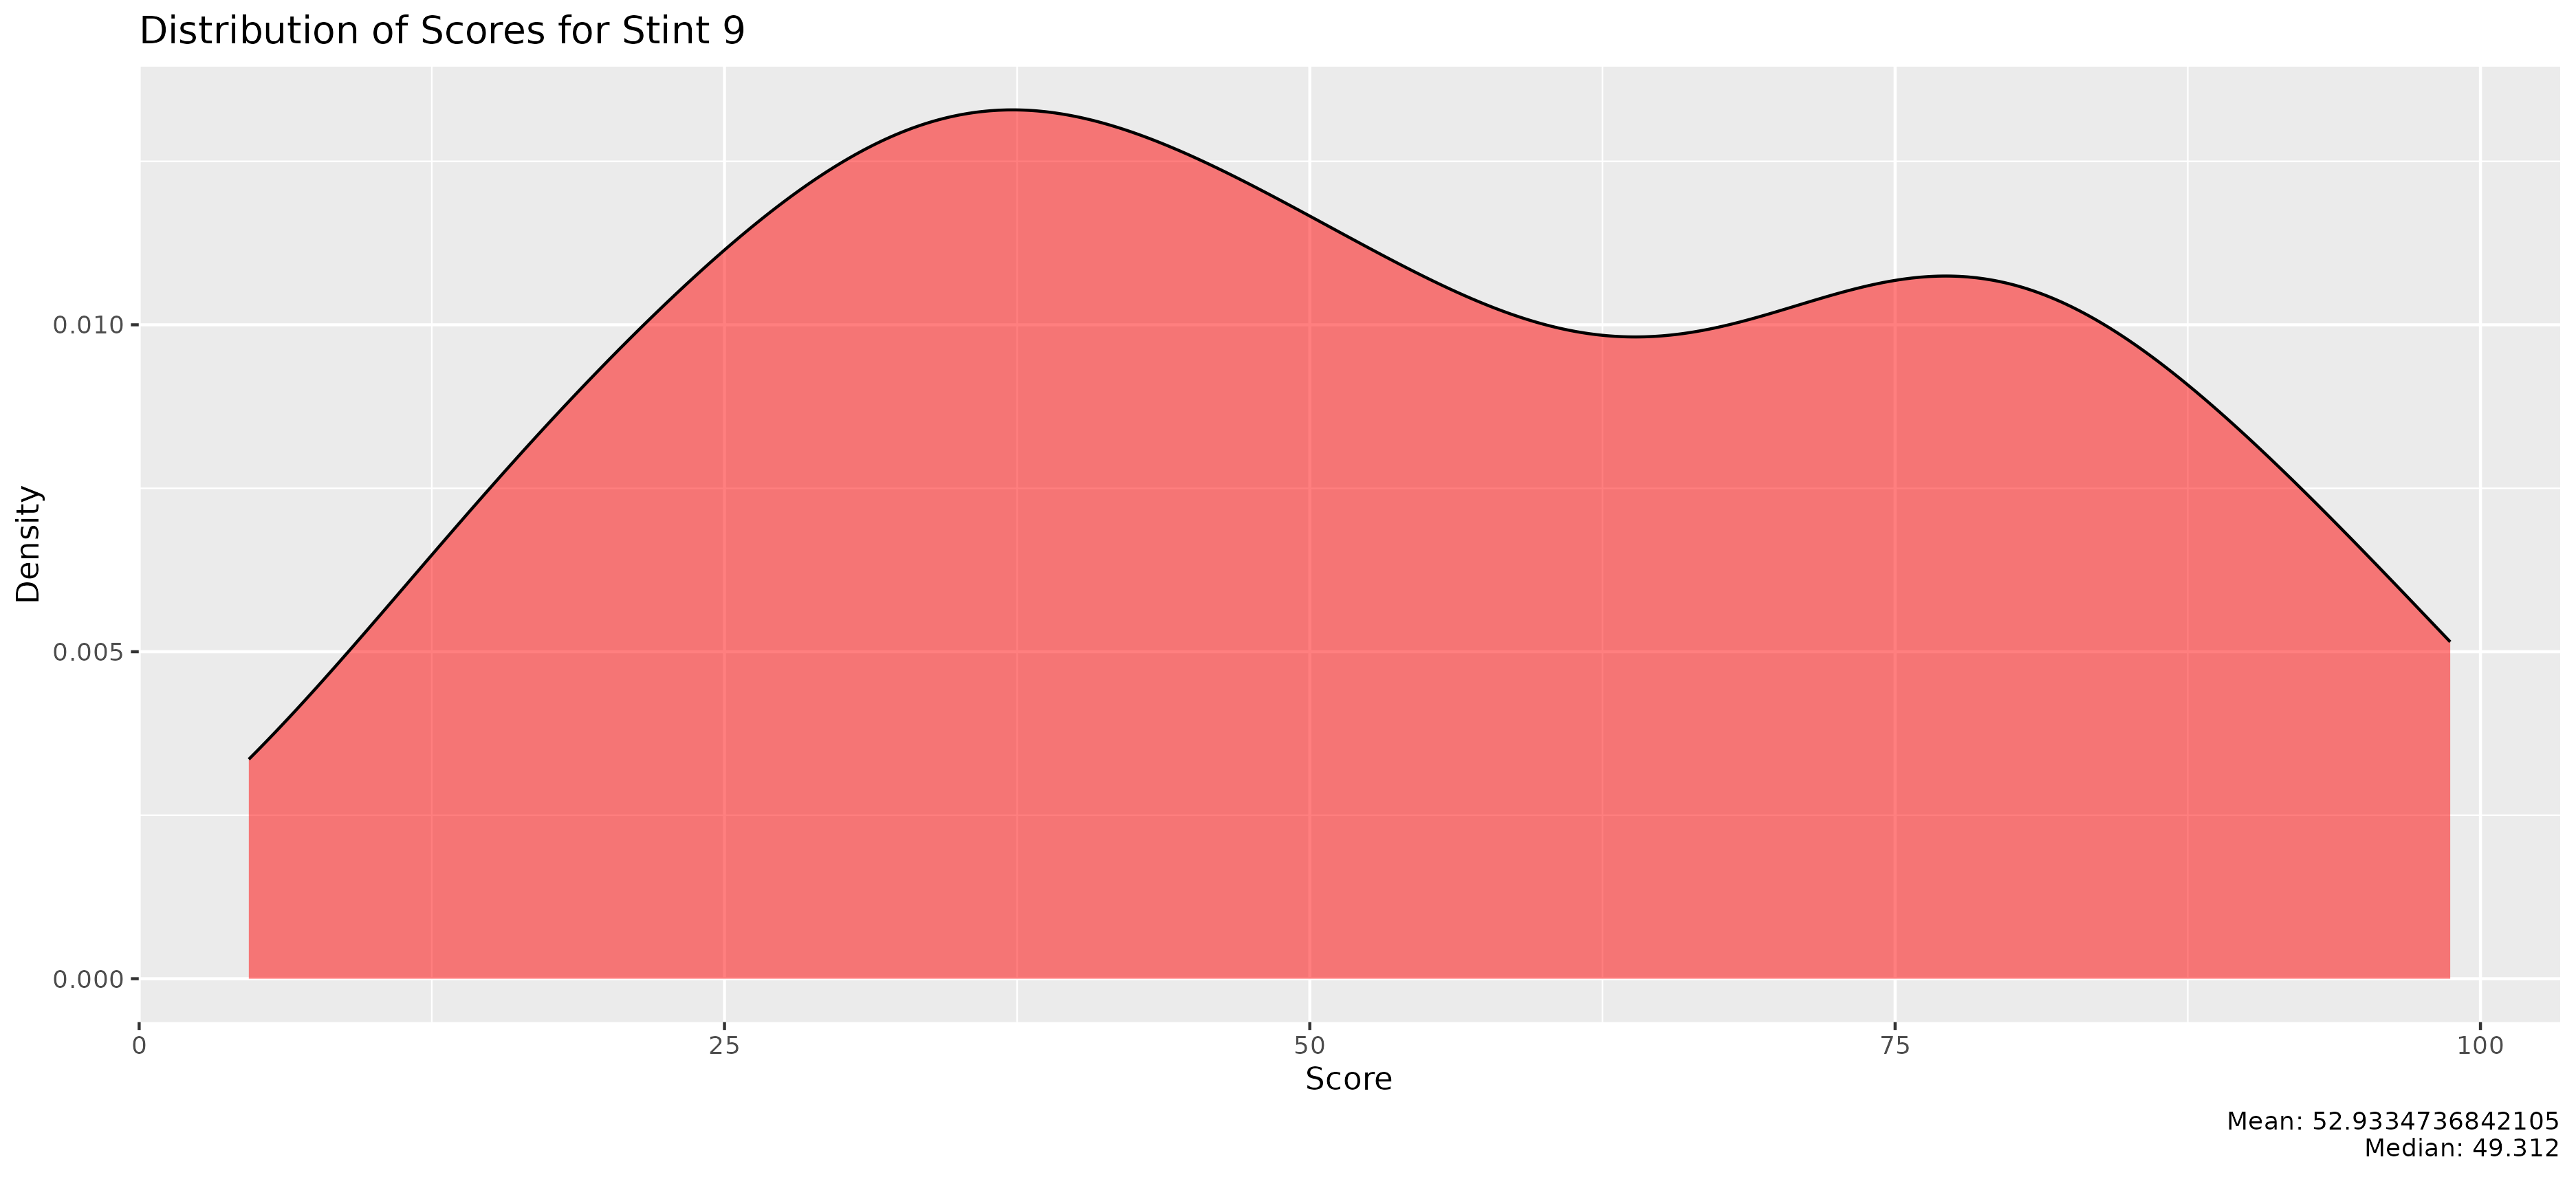 Distribution of Scores for Stint 9
Density
0.010
0.005
0.000
0 25 50 75 100
Score
Mean: 52.9334736842105
Median: 49.312